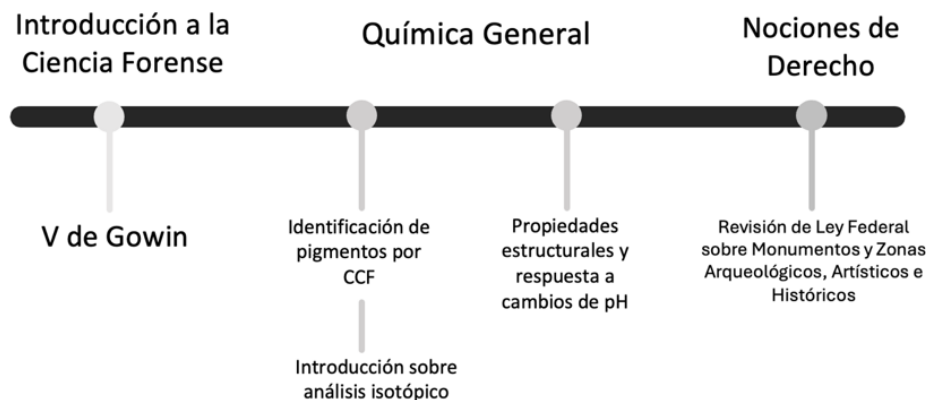 Introducción a la
Ciencia Forense
Química General
Nociones de
Derecho
V de Gowin
Identificación de
pigmentos por
CCF
Introducción sobre
análisis isotópico
Propiedades
estructurales y
respuesta a
cambios de pH
Revisión de Ley Federal
sobre Monumentos y Zonas
Arqueológicos, Artísticos e
Históricos